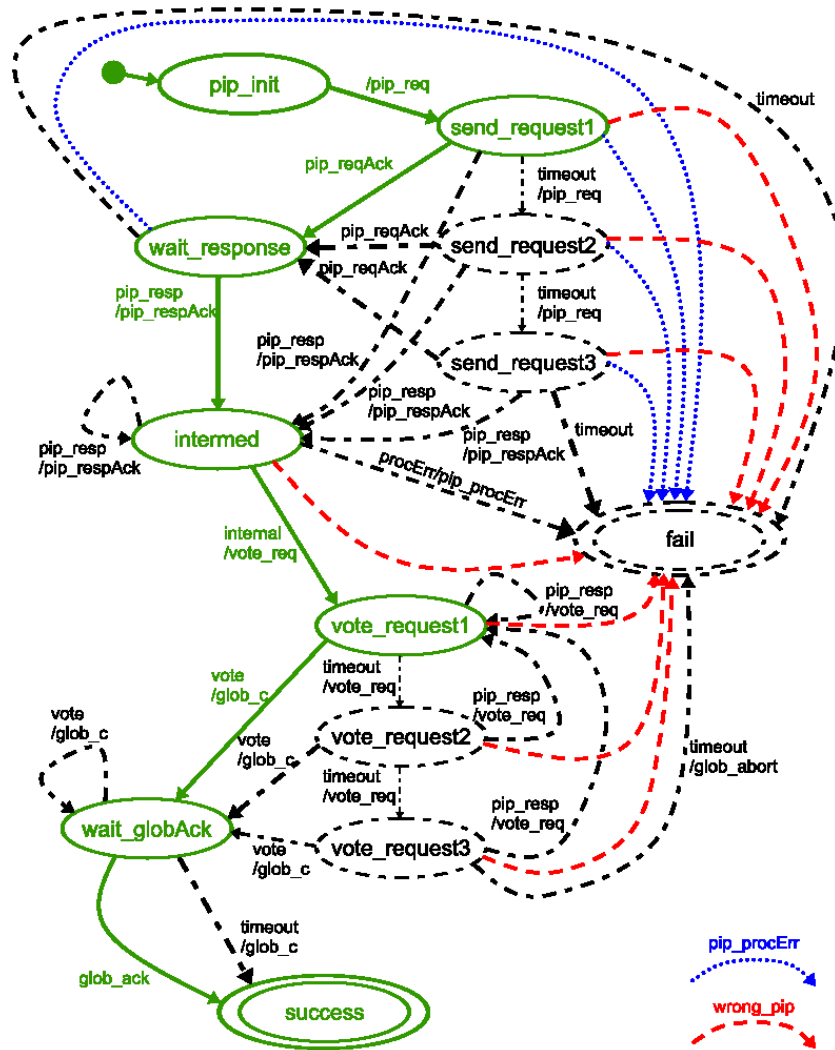 pip_init
/pip_req
timeout
send_request1
pip_reqAck
timeout
/pip_req
wait_response
pip_reqAck
send_request2
pip_reqAck
pip_resp
/pip_respAck
timeout
/pip_req
pip_resp
/pip_respAck
send_request3
pip_resp
/pip_respAck
pip_resp
/pip_respAck
intermed
pip_resp
/pip_respAck
timeout
procErr/pip_procErr
internal
/vote_req
fail
vote_request1
pip_resp
/vote_req
vote
/glob_c
timeout
/vote_req
pip_resp
/vote_req
vote
/glob_c
vote
/glob_c
vote_request2
timeout
/vote_req
timeout
/glob_abort
wait_globAck
vote
/glob_c
vote_request3
pip_resp
/vote_req
timeout
/glob_c
glob_ack
success
pip_procErr
wrong_pip